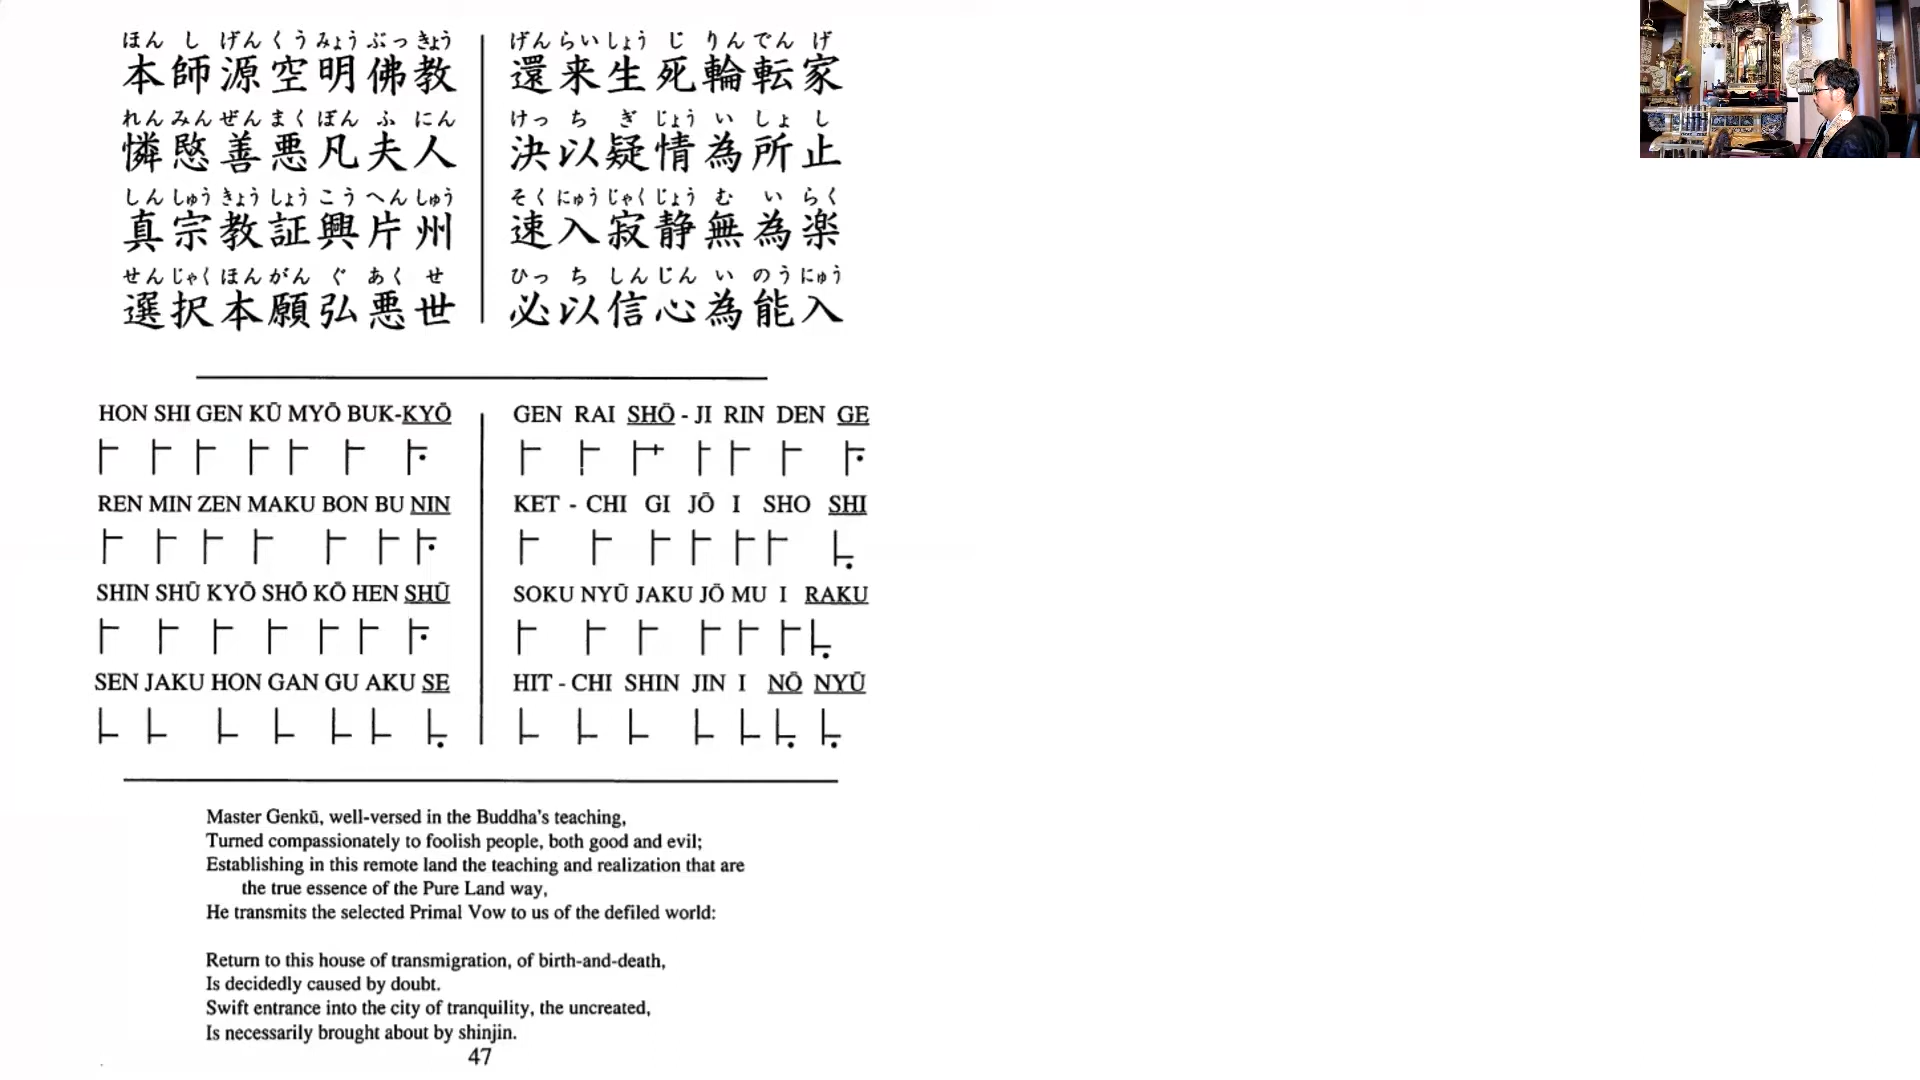 ほん し げん くう みょう ぶっ きょう
本師源空明佛教
れん みん ぜん まく ぼん ふ にん
憐愍善悪凡夫人
しん しゅう きょう しょう こう へん しゅう
真宗教証興片州
せん じゃく ほん がん ぐ あく せ
選択本願弘悪世
げん らい しょう じ りん でん げ
還来生死輪転家
けっ ち ぎ じょう い しょ し
決以疑情為所止
そく にゅう じゃく じょう む い らく
速入寂静無為楽
ひっ ち しん じん い のう にゅう
必以信心為能入
HON SHI GEN KŪ MYŌ BUK-KYŌ
REN MIN ZEN MAKU BON BU NIN
SHIN SHŪ KYŌ SHŌ KŌ HEN SHŪ
SEN JAKU HON GAN GU AKU SE
GEN RAI SHŌ - JI RIN DEN GE
KET - CHI GI JŌ I SHO SHI
SOKU NYŪ JAKU JŌ MU I RAKU
HIT - CHI SHIN JIN I NŌ NYŪ
Master Genkū, well-versed in the Buddha's teaching,
Turned compassionately to foolish people, both good and evil;
Establishing in this remote land the teaching and realization that are
the true essence of the Pure Land way,
He transmits the selected Primal Vow to us of the defiled world:
Return to this house of transmigration, of birth-and-death,
Is decidedly caused by doubt.
Swift entrance into the city of tranquility, the uncreated,
Is necessarily brought about by shinjin.
47